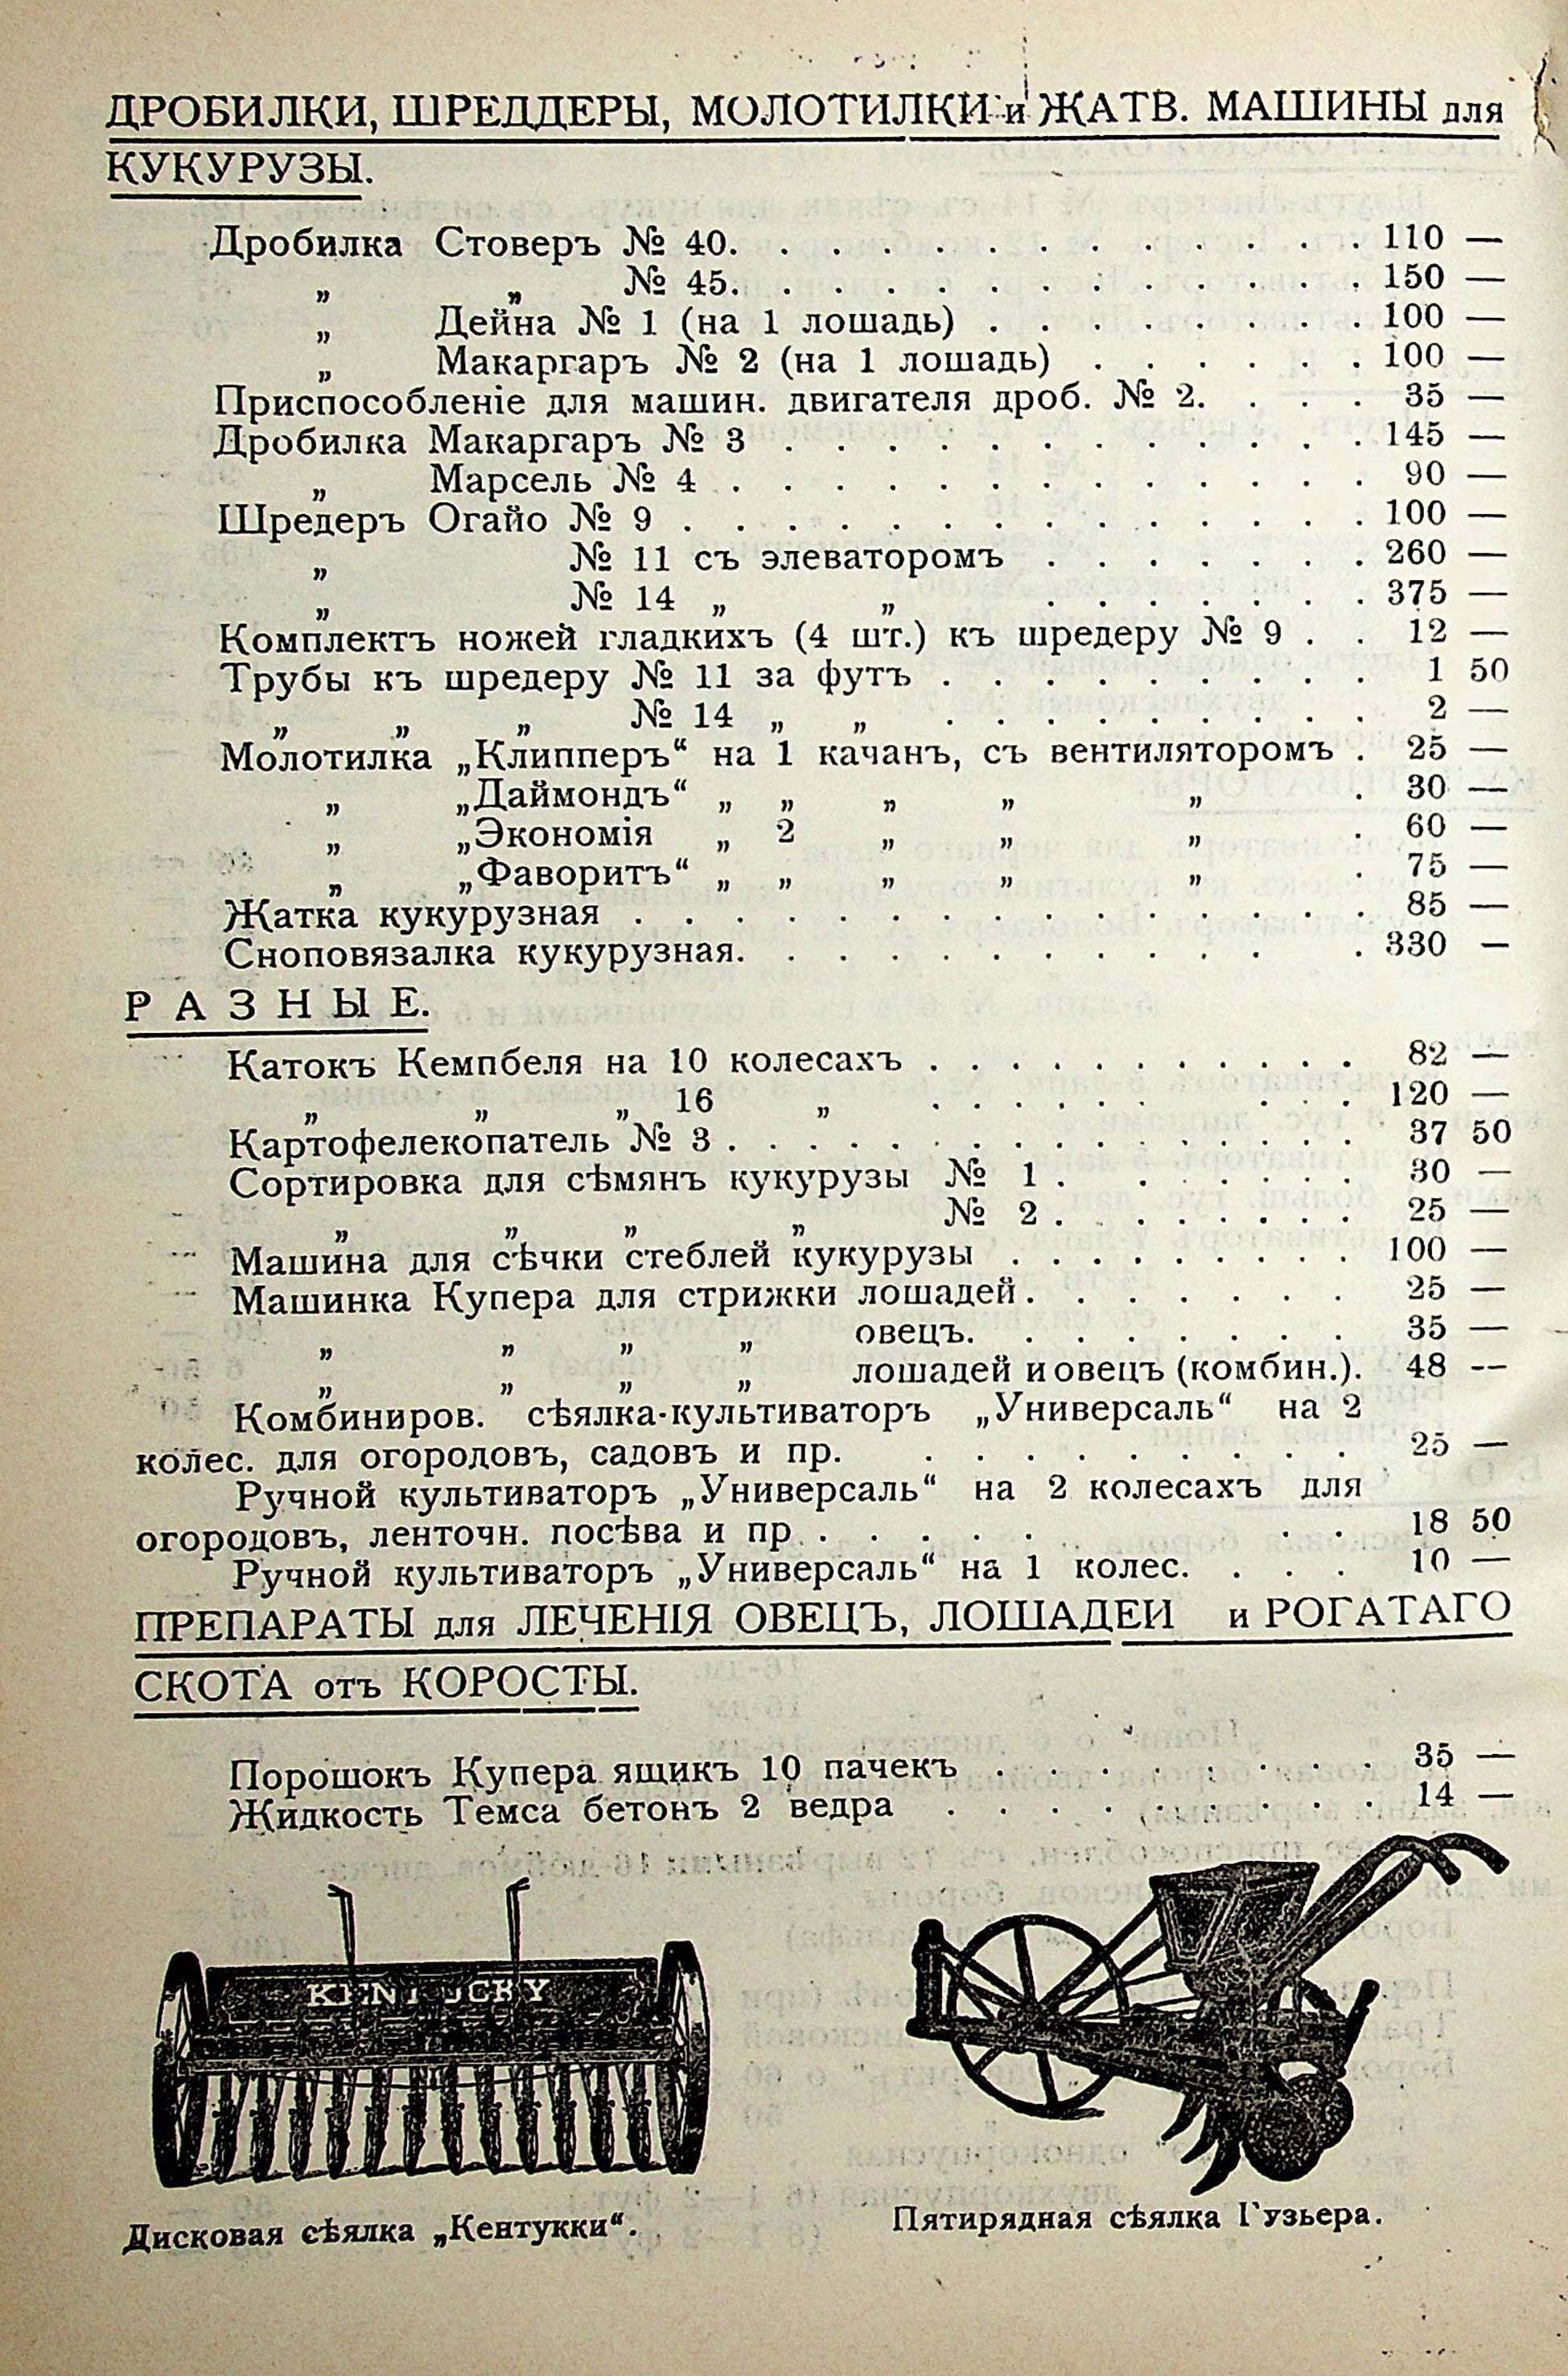 ДРОБИЛКИ, ШРЕДДЕРЫ, МОЛОТИЛКИ и ЖАТВ. МАШИНЫ для
КУКУРУЗЫ.
Дробилка Стоверъ № 40. . . . . . . . . . . . . 110 —
„ „ № 45. . . . . . . . . . . . . 150 —
„ Дейна № 1 (на 1 лошадь) . . . . . . . . 100 —
„ Макаргаръ № 2 (на 1 лошадь) . . . . . . 100 —
Приспособленіе для машин. двигателя дроб. № 2. . . . 35 —
Дробилка Макаргаръ № 3 . . . . . . . . . . . . 145 —
„ Марсель № 4 . . . . . . . . . . . . . 90 —
Шредеръ Огайо № 9 . . . . . . . . . . . . . . 100 —
„ № 11 съ элеваторомъ . . . . . . . 260 —
„ № 14 „ „ . . . . . . . 375 —
Комплектъ ножей гладкихъ (4 шт.) къ шредеру № 9 . . 12 —
Трубы къ шредеру № 11 за футъ . . . . . . . . . 1 50
„ „ „ № 14 „ „ . . . . . . . . . 2 —
Молотилка „Клипперъ“ на 1 качанъ, съ вентиляторомъ . 25 —
„ „Даймондъ“ „ „ „ „ „ . 30 —
„ „Экономія „ 2 „ „ „ . 60 —
„ „Фаворитъ“ „ „ „ „ „ . 75 —
Жатка кукурузная . . . . . . . . . . . . . . . 85 —
Сноповязалка кукурузная. . . . . . . . . . . . 330 —
РАЗНЫЕ.
Катокъ Кемпбеля на 10 колесахъ . . . . . . . . . . . 82 —
„ „ „ 16 „ . . . . . . . . . . 120 —
Картофелекопатель № 3 . . . . . . . . . . . . . . . 37 50
Сортировка для сѣмянъ кукурузы № 1 . . . . . . . 30 —
„ „ „ „ № 2 . . . . . . . . 25 —
Машина для сѣчки стеблей кукурузы . . . . . . . . . 100 —
Машинка Купера для стрижки лошадей. . . . . . . 25 —
„ „ „ „ овецъ. . . . . . . . 35 —
„ „ „ „ лошадей и овецъ (комбин.). 48 —
Комбиниров. сѣялка-культиваторъ „Универсаль“ на 2
колес. для огородовъ, садовъ и пр. . . . . . . . . . 25 —
Ручной культиваторъ „Универсаль“ на 2 колесахъ для
огородовъ, ленточн. посѣва и пр. . . . . . . . 18 50
Ручной культиваторъ „Универсаль“ на 1 колес. . . . 10 —
ПРЕПАРАТЫ для ЛЕЧЕНІЯ ОВЕЦЪ, ЛОШАДЕЙ и РОГАТАГО
СКОТА отъ КОРОСТЫ.
Порошокъ Купера ящикъ 10 пачекъ . . . . . . . . 35 —
Жидкость Темса бетонъ 2 ведра . . . . . . . . . 14 —
KENTUCKY
Дисковая сѣялка „Кентукки“.
Пятирядная сѣялка Гузьера.